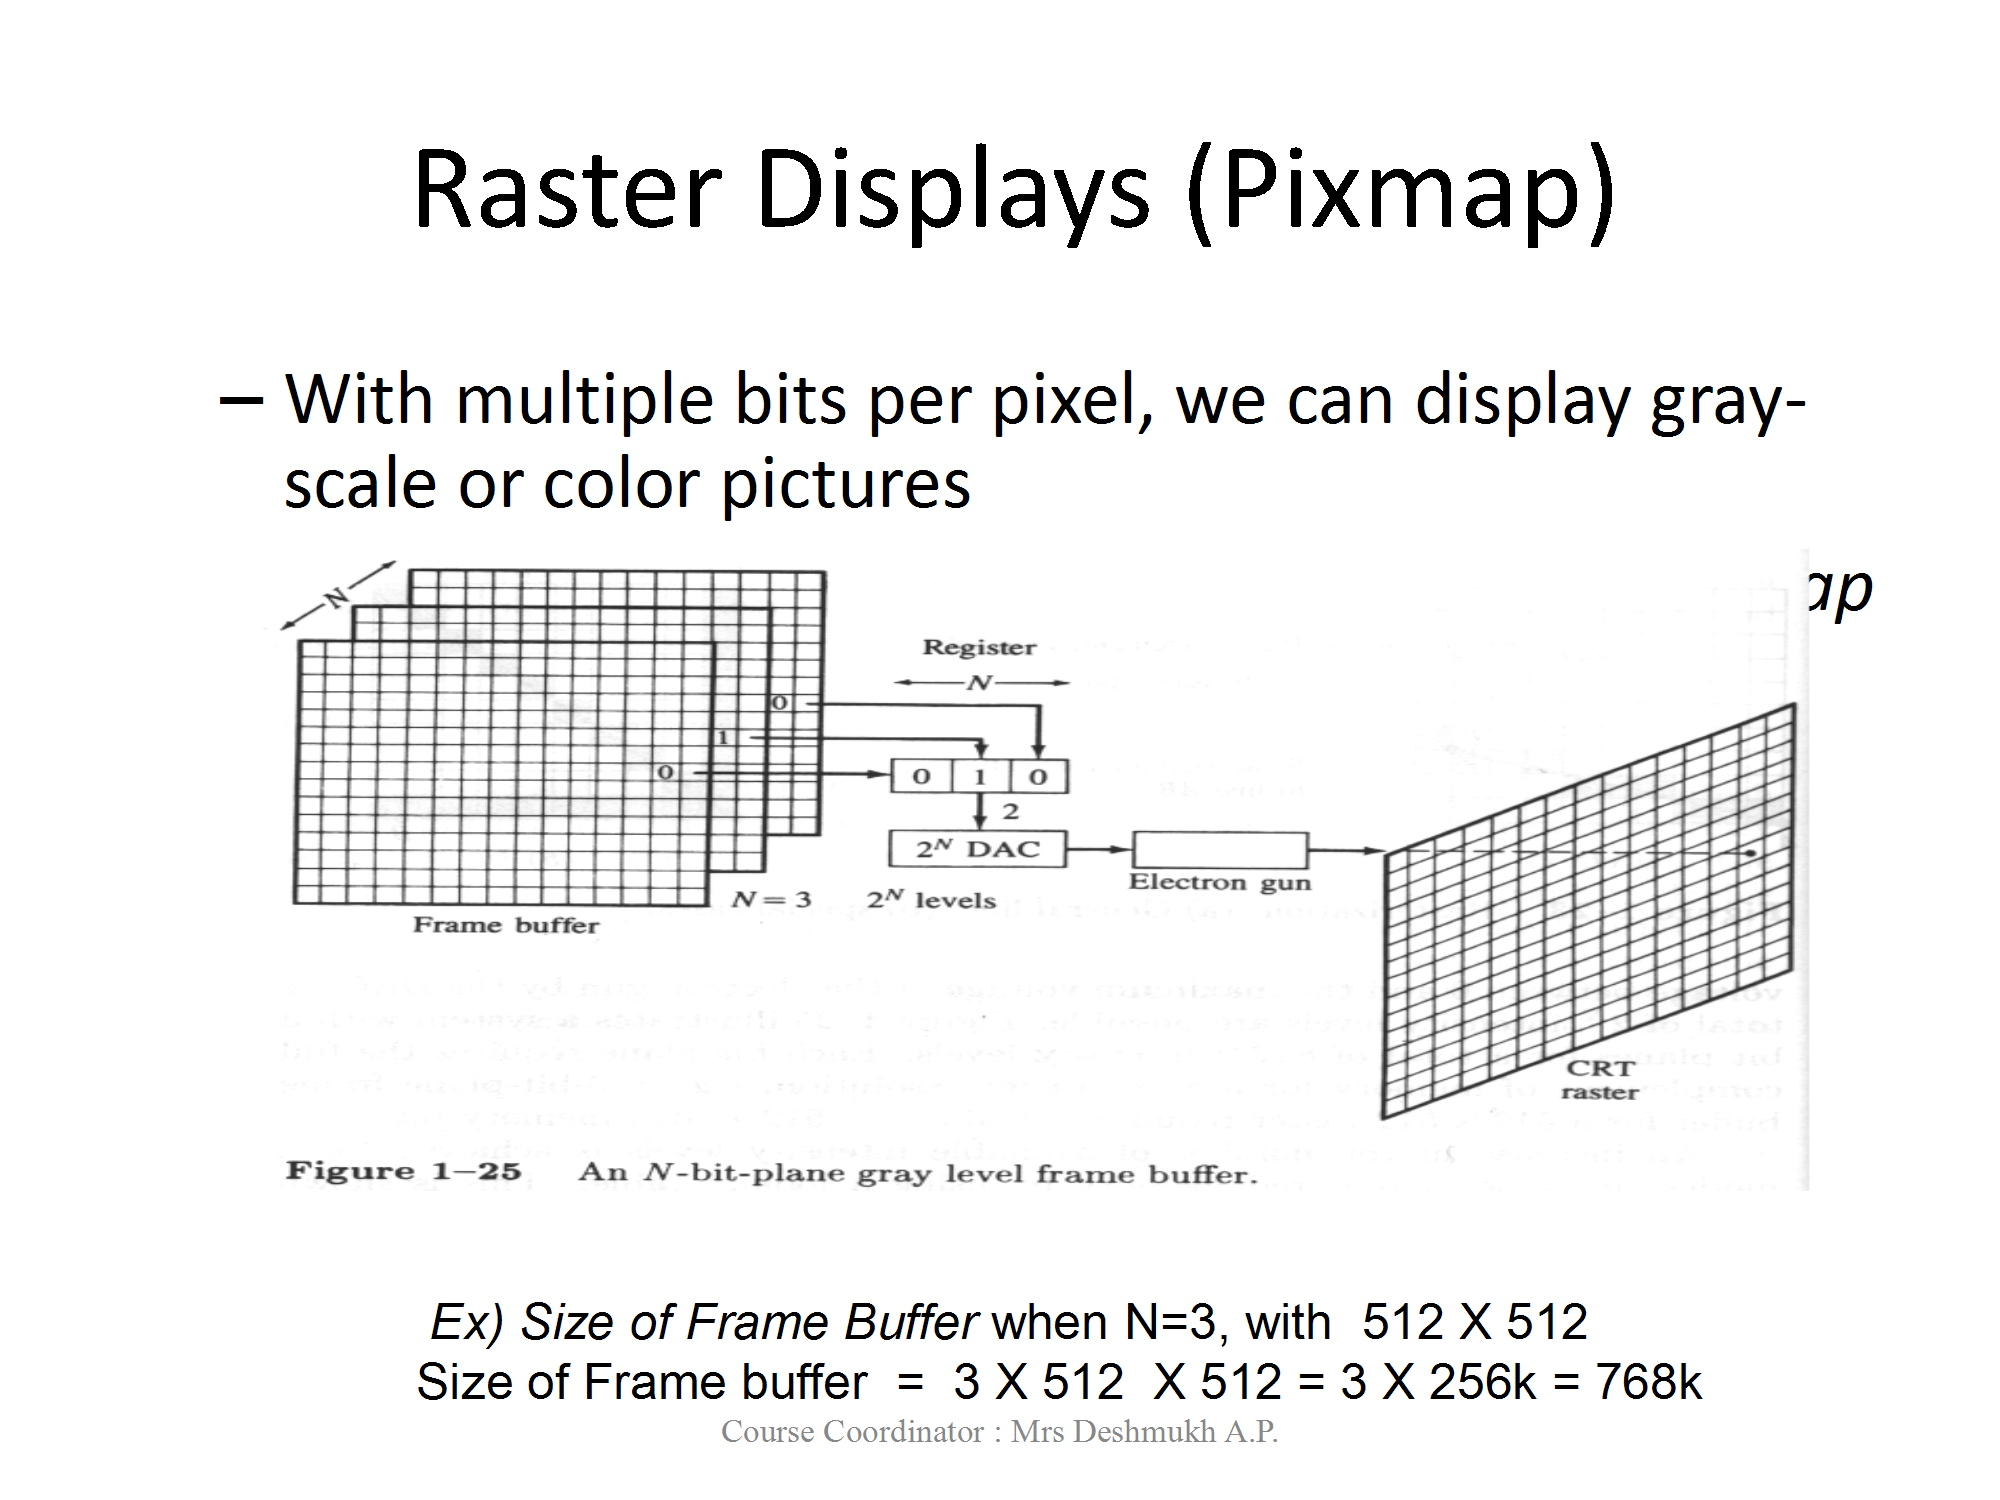 Raster Displays (Pixmap)
– With multiple bits per pixel, we can display gray-
scale or color pictures
ap
N
Register
N
0
1
0
0 1 0
2
2^N DAC
Electron gun
N = 3 2^N levels
Frame buffer
CRT
raster
Figure 1–25 An N-bit-plane gray level frame buffer.
Ex) Size of Frame Buffer when N=3, with 512 X 512
Size of Frame buffer = 3 X 512 X 512 = 3 X 256k = 768k
Course Coordinator : Mrs Deshmukh A.P.